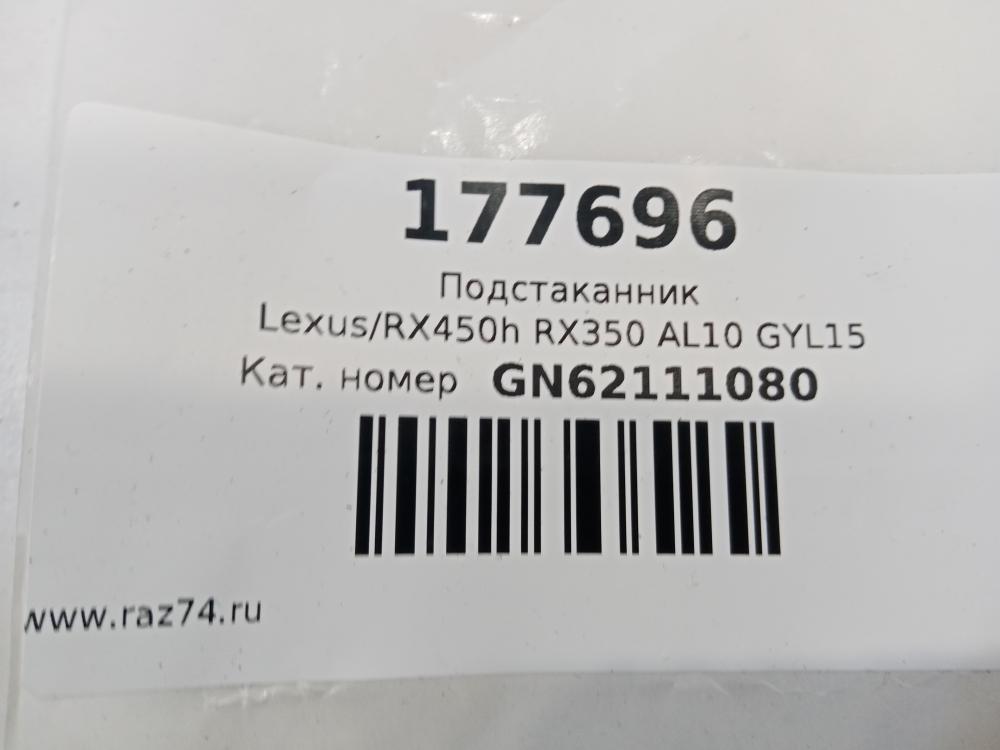 177696
Подстаканник
Lexus/RX450h RX350 AL10 GYL15
Кат. номер GN62111080
www.raz74.ru